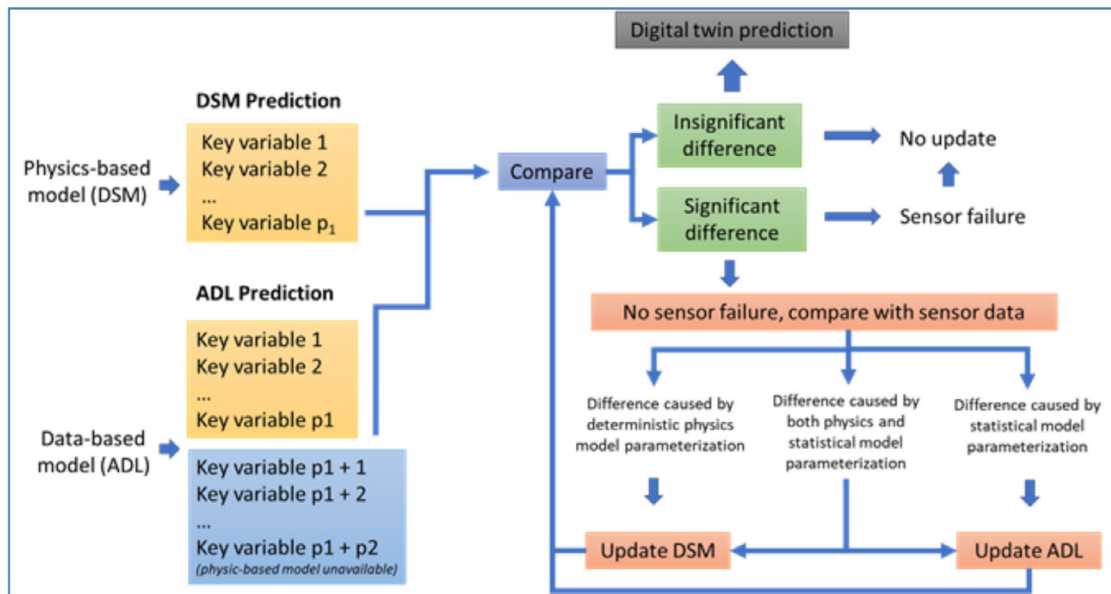 Digital twin prediction
DSM Prediction
Key variable 1
Key variable 2
...
Key variable p₁
Physics-based
model (DSM)
ADL Prediction
Key variable 1
Key variable 2
...
Key variable p1
Data-based
model (ADL)
Key variable p1 + 1
Key variable p1 + 2
...
Key variable p1 + p2
(physic-based model unavailable)
Compare
Insignificant
difference
No update
Significant
difference
Sensor failure
No sensor failure, compare with sensor data
Difference caused by
deterministic physics
model parameterization
Difference caused by
both physics and
statistical model
parameterization
Difference caused by
statistical model
parameterization
Update DSM
Update ADL